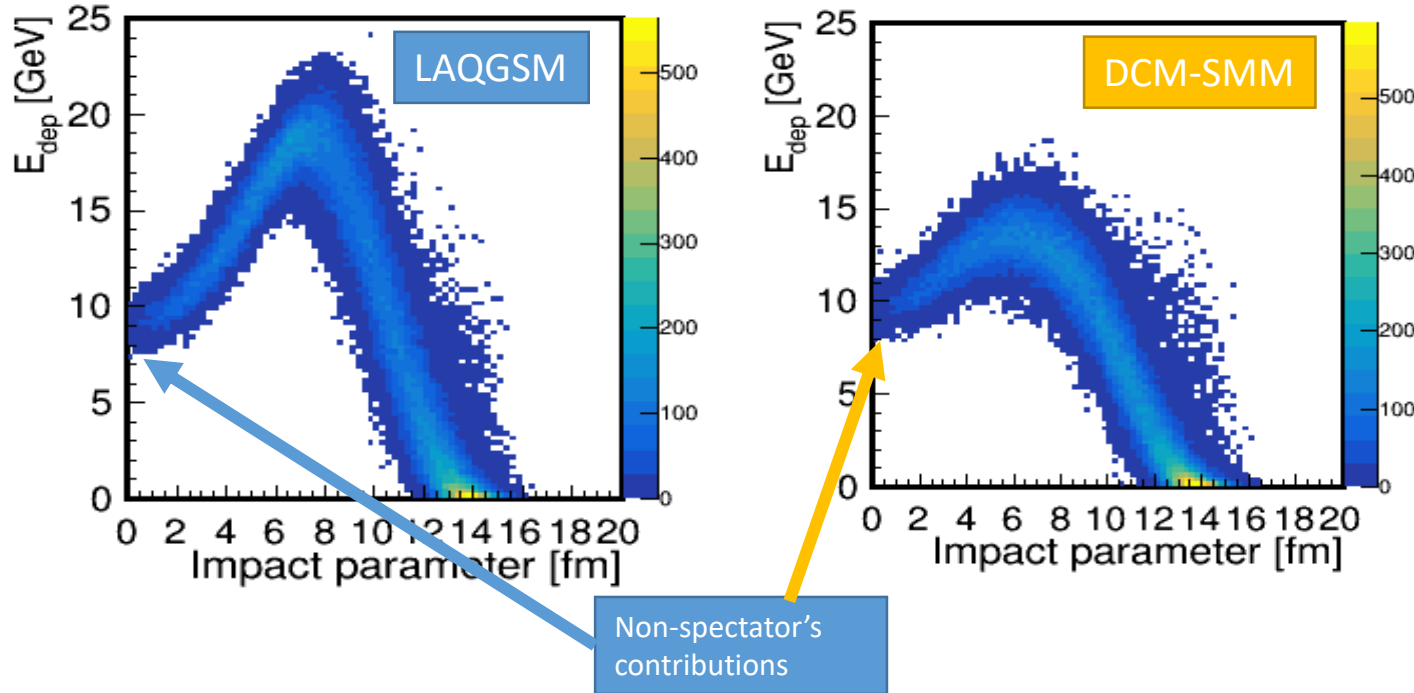 25
20
15
10
5
0
E_dep [GeV]
LAQGSM
500
400
300
200
100
0
0 2 4 6 8 10 12 14 16 18 20
Impact parameter [fm]
25
20
15
10
5
0
E_dep [GeV]
DCM-SMM
500
400
300
200
100
0
0 2 4 6 8 10 12 14 16 18 20
Impact parameter [fm]
Non-spectator’s
contributions